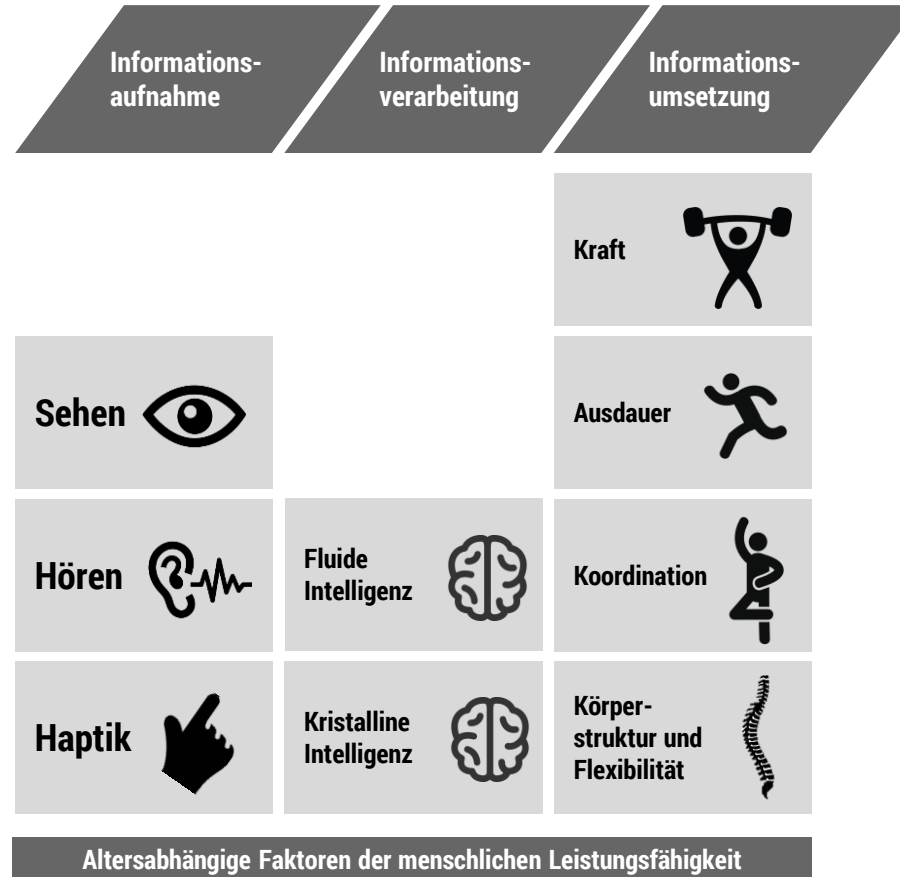 Informations-
aufnahme
Informations-
verarbeitung
Informations-
umsetzung
Kraft
Sehen
Ausdauer
Hören
Fluide
Intelligenz
Koordination
Haptik
Kristalline
Intelligenz
Körper-
struktur und
Flexibilität
Altersabhängige Faktoren der menschlichen Leistungsfähigkeit